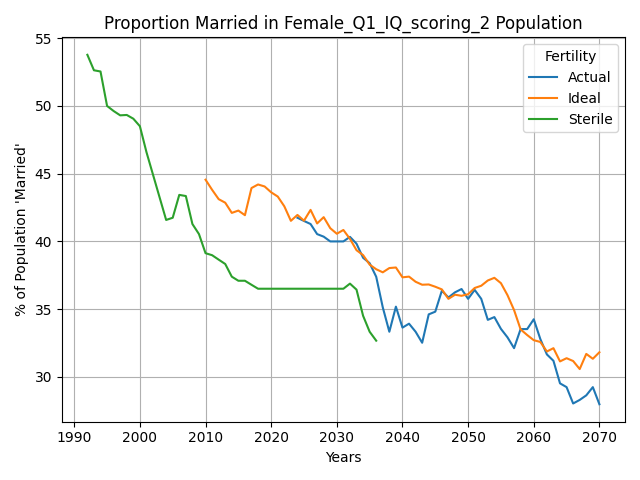 Proportion Married in Female_Q1_IQ_scoring_2 Population
% of Population 'Married'
55
50
45
40
35
30
Fertility
Actual
Ideal
Sterile
1990 2000 2010 2020 2030 2040 2050 2060 2070
Years